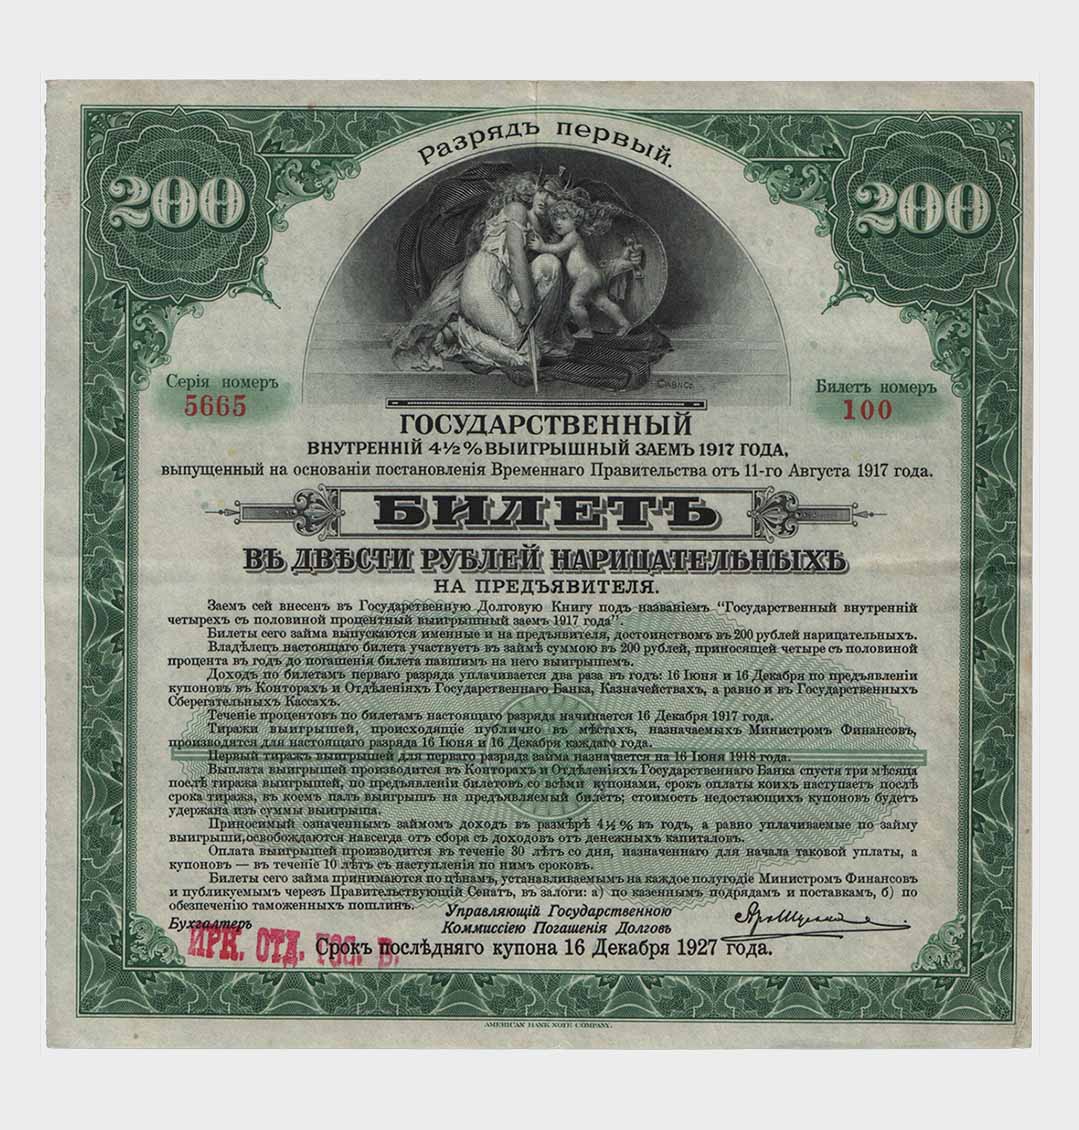 Разрядъ первый.
200
200
Серія номеръ
5665
Билетъ номеръ
100
ГОСУДАРСТВЕННЫЙ
ВНУТРЕННІЙ 4½% ВЫИГРЫШНЫЙ ЗАЕМЪ 1917 ГОДА,
выпущенный на основаніи постановленія Временнаго Правительства отъ 11-го Августа 1917 года.
БИЛЕТЪ
ВЪ ДВѢСТИ РУБЛЕЙ НАРИЦАТЕЛЬНЫХЪ
НА ПРЕДЪЯВИТЕЛЯ.
Заемъ сей внесенъ въ Государственную Долговую Книгу подъ названіемъ "Государственный внутренній
четырехъ съ половиной процентный выигрышный заемъ 1917 года".
Билеты сего займа выпускаются именные и на предъявителя, достоинствомъ въ 200 рублей нарицательныхъ.
Владѣлецъ настоящаго билета участвуетъ въ займѣ суммою въ 200 рублей, приносящей четыре съ половиной
процента въ годъ до погашенія билета павшимъ на него выигрышемъ.
Доходъ по билетамъ перваго разряда уплачивается два раза въ годъ: 16 Іюня и 16 Декабря по предъявленіи
купоновъ въ Конторахъ и Отдѣленіяхъ Государственнаго Банка, Казначействахъ, а равно и въ Государственныхъ
Сберегательныхъ Кассахъ.
Теченіе процентовъ по билетамъ настоящаго разряда начинается 16 Декабря 1917 года.
Тиражи выигрышей, происходящіе публично въ мѣстахъ, назначаемыхъ Министромъ Финансовъ,
производятся для настоящаго разряда 16 Іюня и 16 Декабря каждаго года.
Первый тиражъ выигрышей для перваго разряда займа назначается на 16 Іюня 1918 года.
Выплата выигрышей производится въ Конторахъ и Отдѣленіяхъ Государственнаго Банка спустя три мѣсяца
послѣ тиража выигрышей, по предъявленіи билетовъ со всѣми купонами, срокъ оплаты коихъ наступаетъ послѣ
срока тиража, въ коемъ палъ выигрышъ на предъявляемый билетъ; стоимость недостающихъ купоновъ будетъ
удержана изъ суммы выигрыша.
Приносимый означеннымъ займомъ доходъ въ размѣрѣ 4½% въ годъ, а равно уплачиваемые по займу
выигрыши, освобождаются навсегда отъ сбора съ доходовъ отъ денежныхъ капиталовъ.
Оплата выигрышей производится въ теченіе 30 лѣтъ со дня, назначеннаго для начала таковой уплаты, а
купоновъ — въ теченіе 10 лѣтъ съ наступленія по нимъ сроковъ.
Билеты сего займа принимаются по цѣнамъ, устанавливаемымъ на каждое полугодіе Министромъ Финансовъ
и публикуемымъ черезъ Правительствующій Сенатъ, въ залоги: а) по казеннымъ подрядамъ и поставкамъ, б) по
обезпеченію таможенныхъ пошлинъ.
Управляющій Государственною
Коммиссіею Погашенія Долговъ
Бухгалтеръ
ИРК. ОТД. ГОС. Б.
Срокъ послѣдняго купона 16 Декабря 1927 года.
AMERICAN BANK NOTE COMPANY.